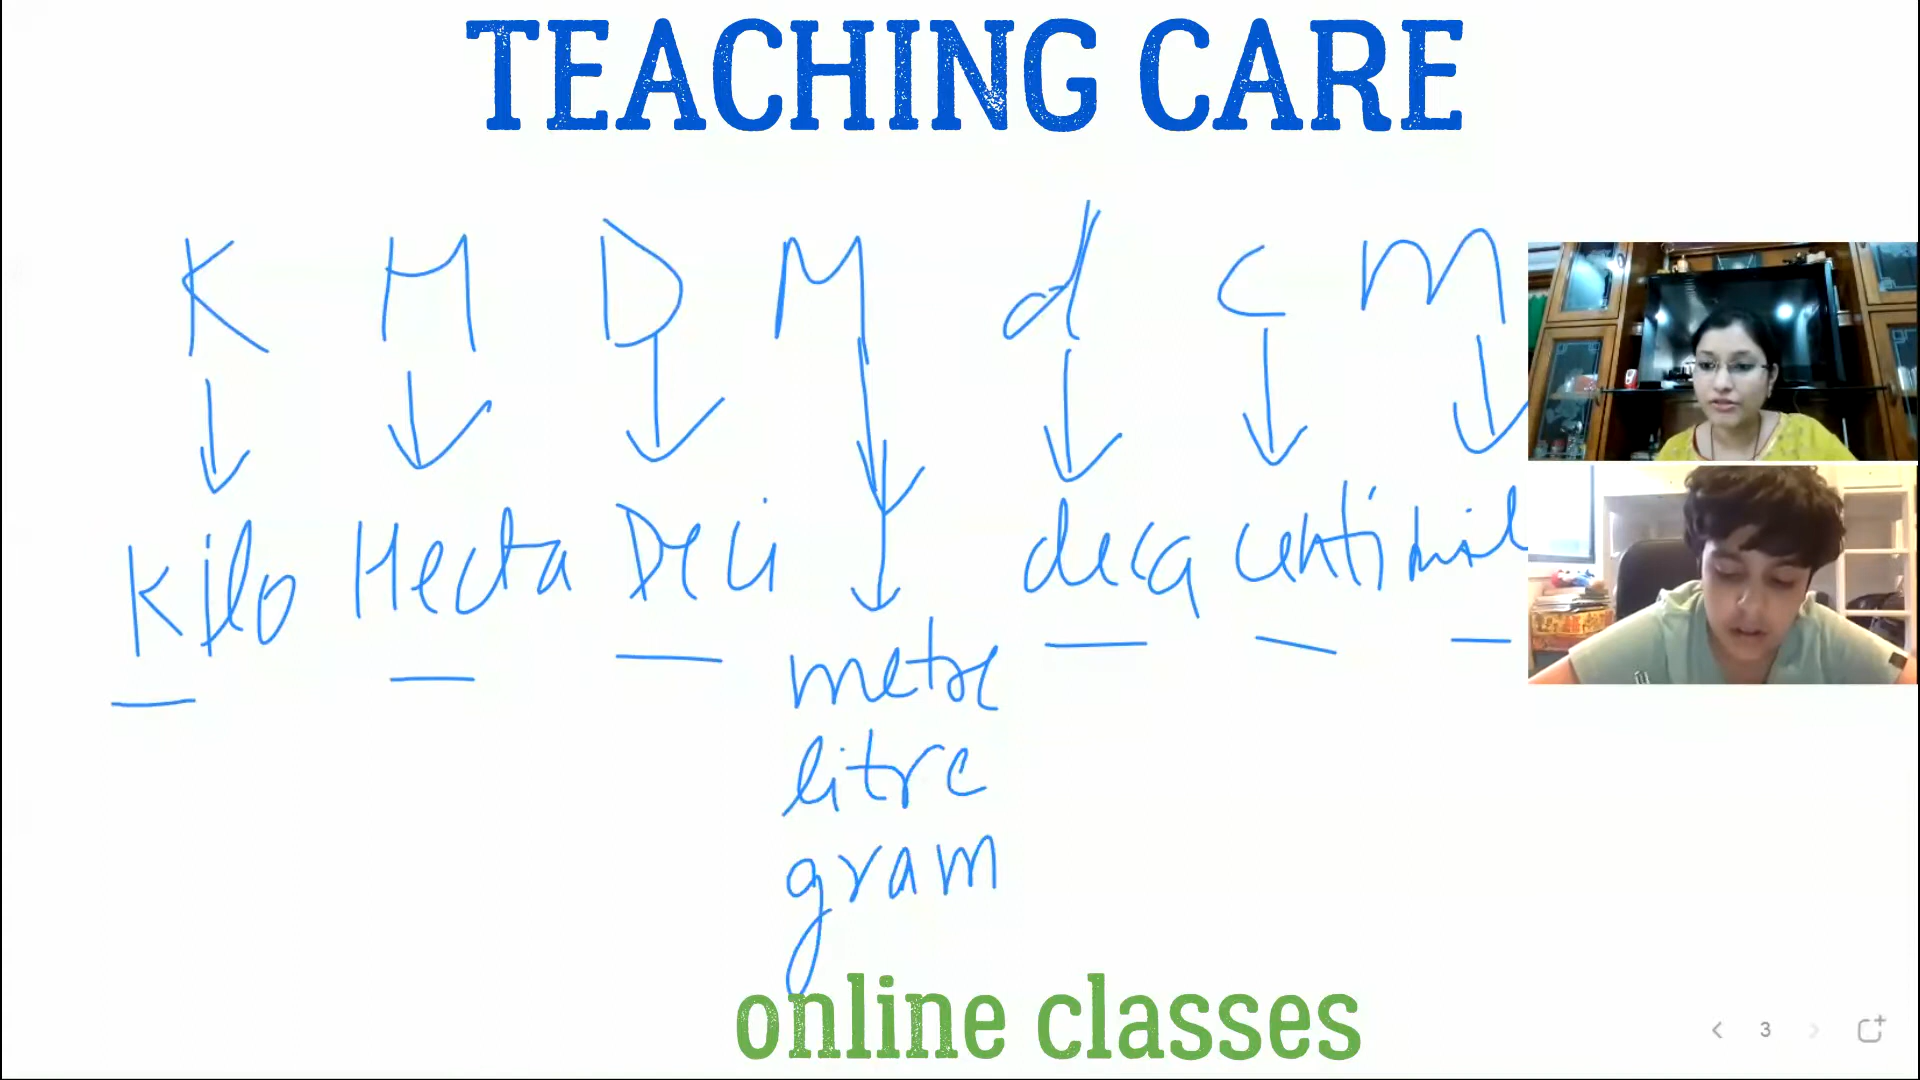 TEACHING CARE
K H D M d c m
Kilo Hecta Deci deca centi mil
metre
litre
gram
online classes
3